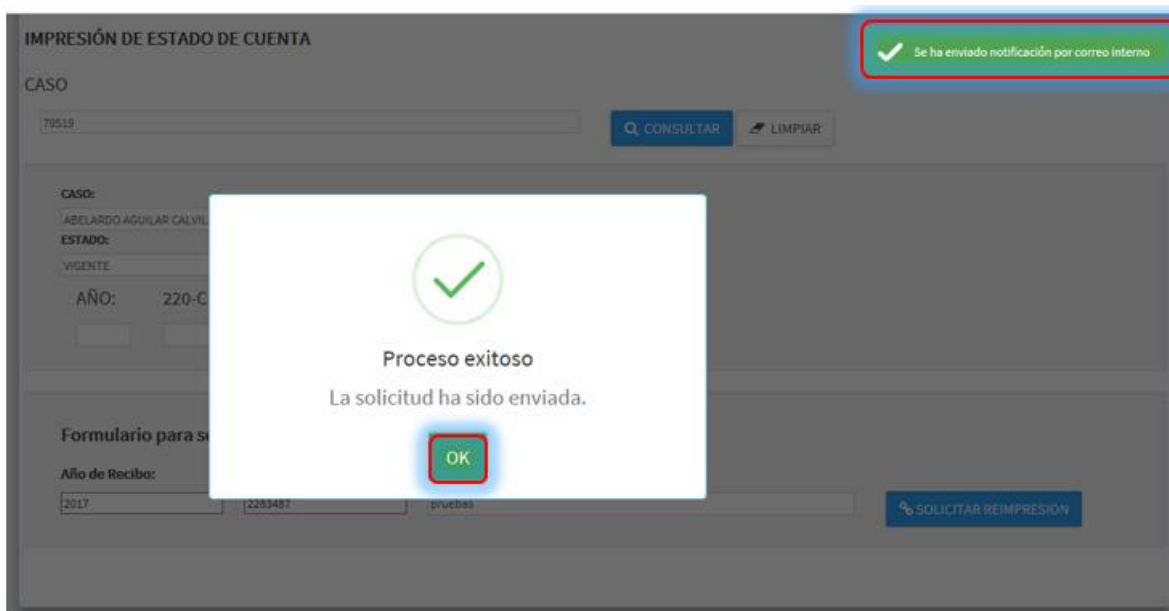 IMPRESIÓN DE ESTADO DE CUENTA
Se ha enviado notificación por correo interno
CASO
79519
CONSULTAR
LIMPIAR
CASO:
ABELARDO AGUILAR CALVIL
ESTADO:
VIGENTE
AÑO:
220-C
Proceso exitoso
La solicitud ha sido enviada.
OK
Formulario para s
Año de Recibo:
2017
2283487
pruebas
SOLICITAR REIMPRESION